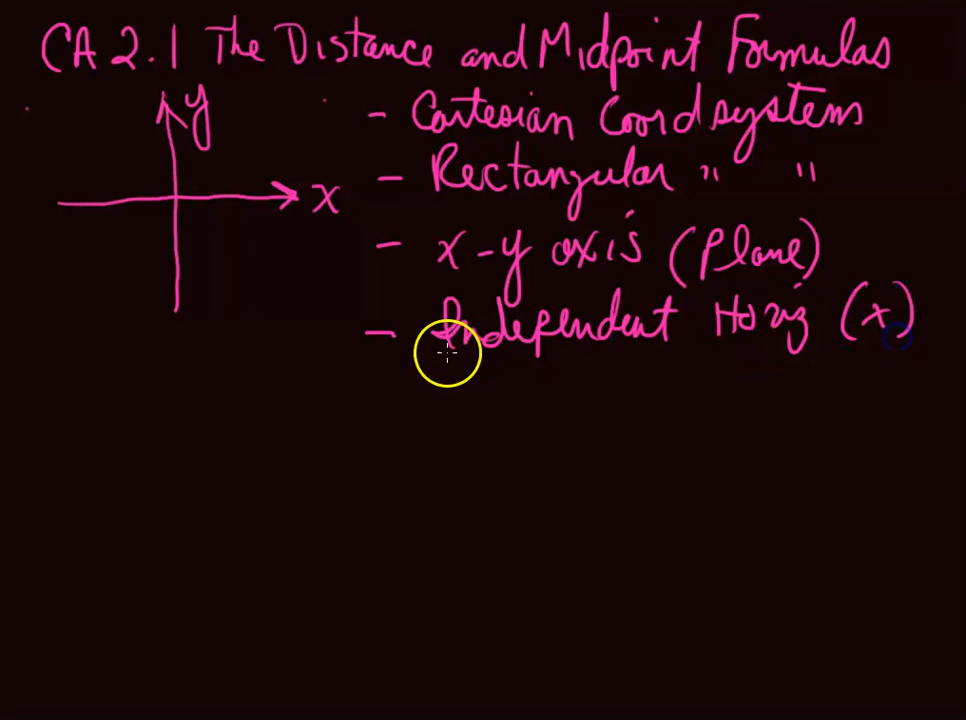 CA 2.1 The Distance and Midpoint Formulas
y
- Cartesian Coord systems
x
- Rectangular " "
- x-y axis (Plane)
- Independent Horiz (x)